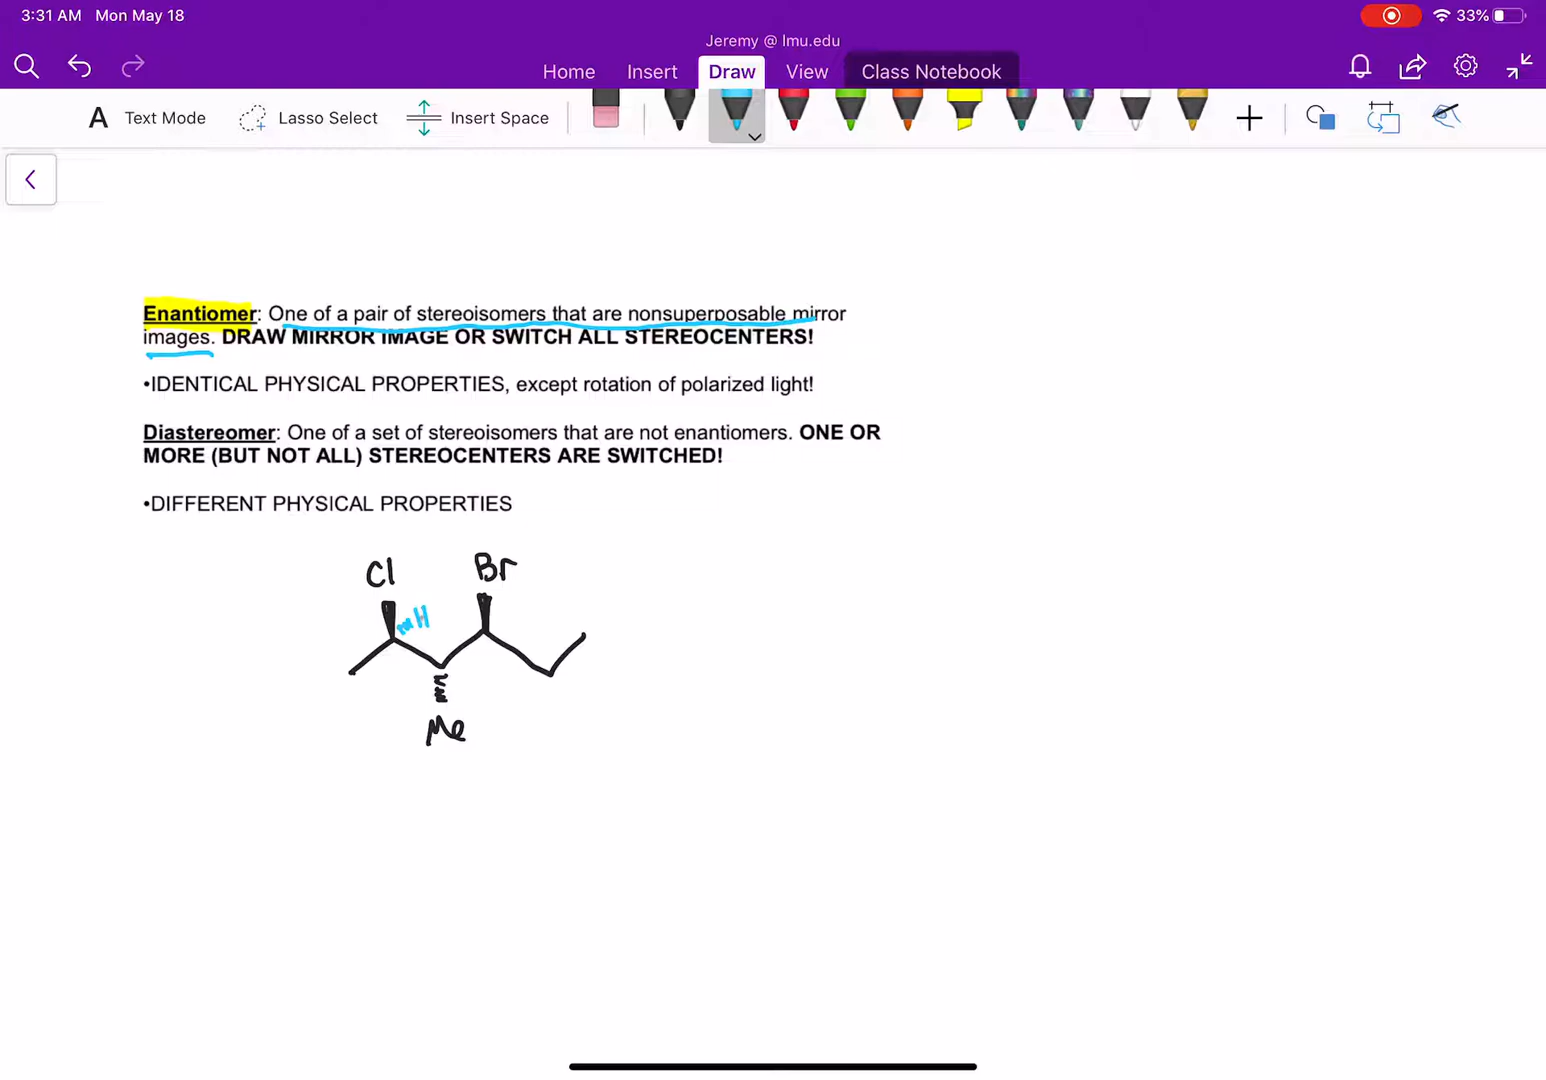 3:31 AM Mon May 18
33%
Jeremy @ lmu.edu
Home Insert Draw View Class Notebook
A Text Mode Lasso Select Insert Space
Enantiomer: One of a pair of stereoisomers that are nonsuperposable mirror
images. DRAW MIRROR IMAGE OR SWITCH ALL STEREOCENTERS!
•IDENTICAL PHYSICAL PROPERTIES, except rotation of polarized light!
Diastereomer: One of a set of stereoisomers that are not enantiomers. ONE OR
MORE (BUT NOT ALL) STEREOCENTERS ARE SWITCHED!
•DIFFERENT PHYSICAL PROPERTIES
Cl Br
H
Me